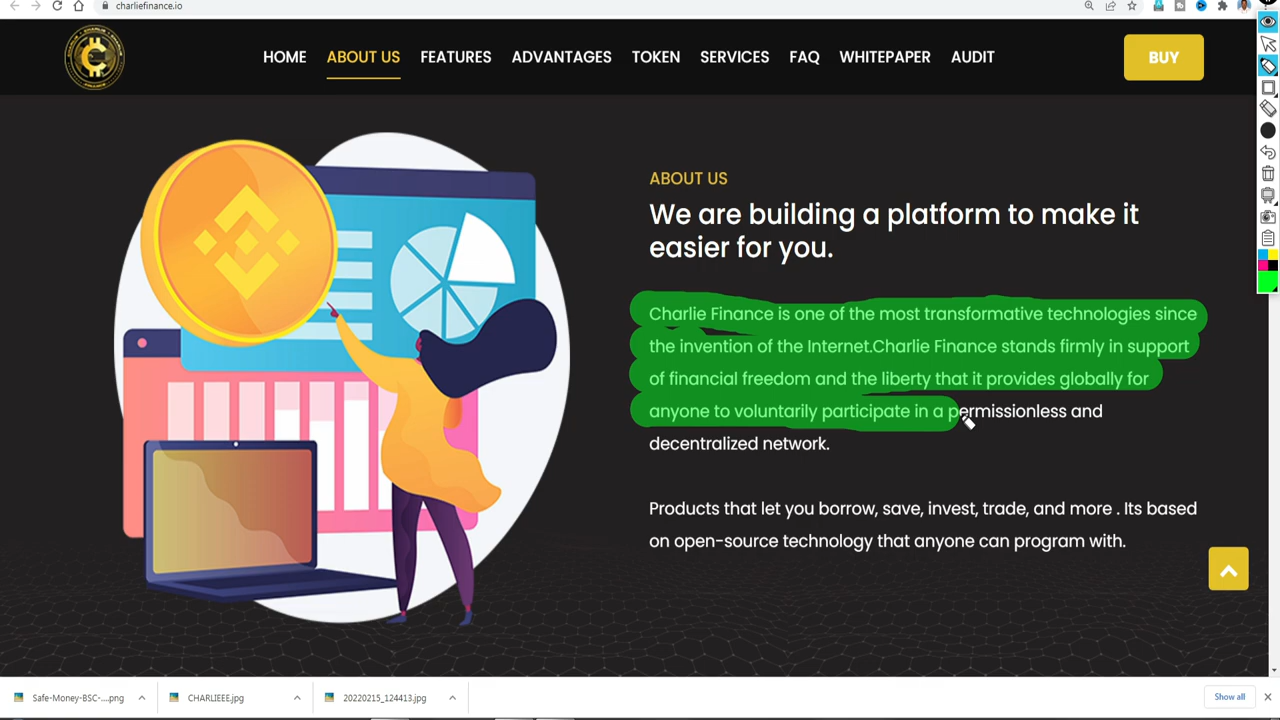 charliefinance.io
HOME ABOUT US FEATURES ADVANTAGES TOKEN SERVICES FAQ WHITEPAPER AUDIT BUY
ABOUT US
We are building a platform to make it
easier for you.
Charlie Finance is one of the most transformative technologies since
the invention of the Internet.Charlie Finance stands firmly in support
of financial freedom and the liberty that it provides globally for
anyone to voluntarily participate in a permissionless and
decentralized network.
Products that let you borrow, save, invest, trade, and more . Its based
on open-source technology that anyone can program with.
Safe-Money-BSC-....png CHARLIEEE.jpg 20220215_124413.jpg Show all